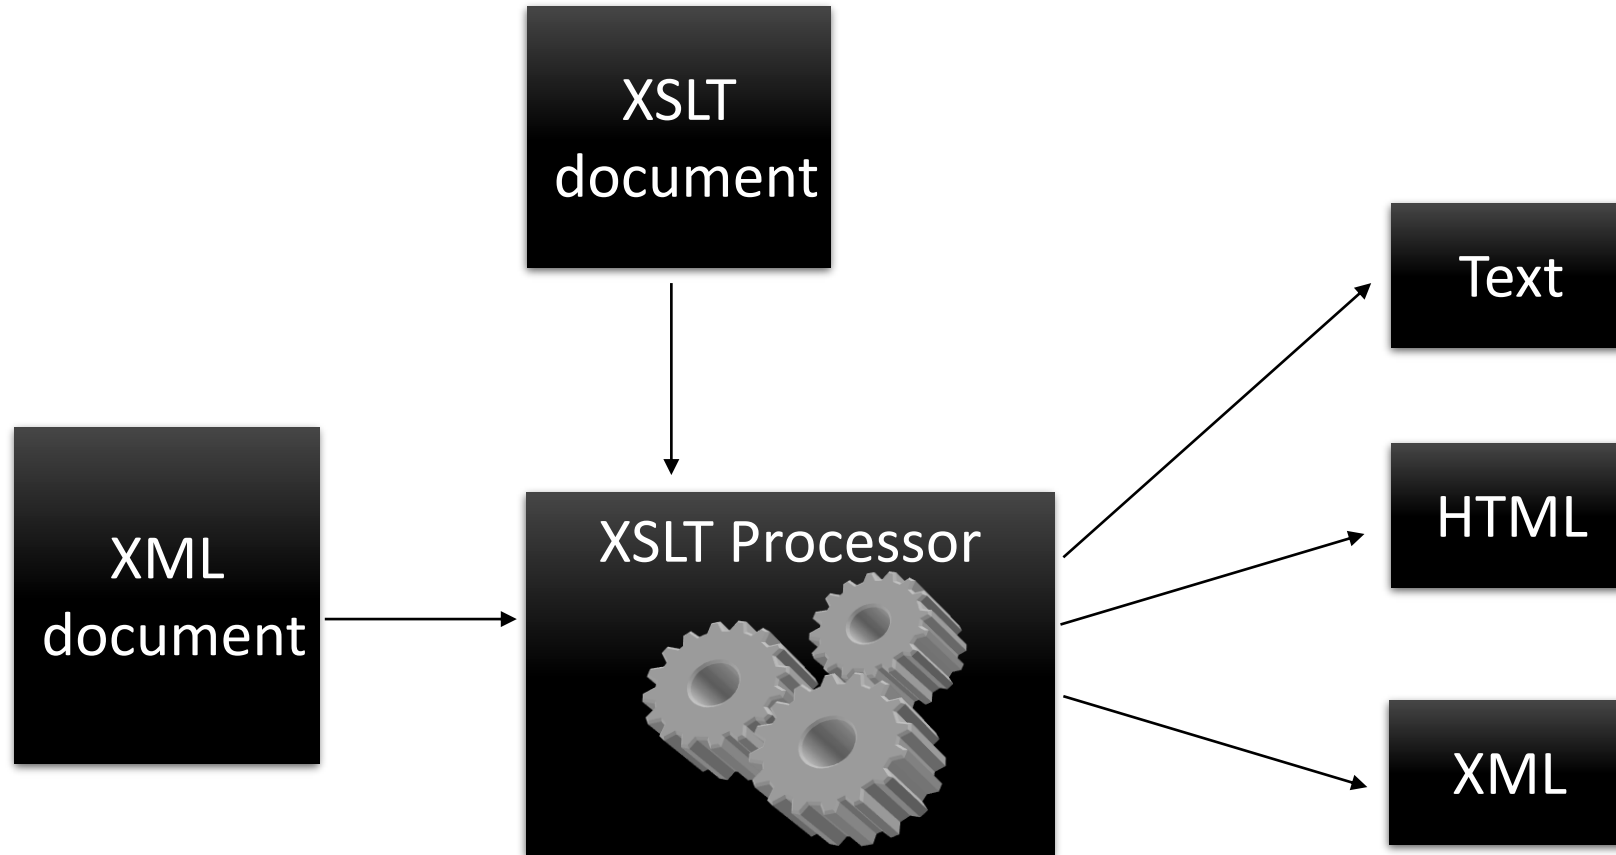 XSLT
document
Text
XML
document
XSLT Processor
HTML
XML